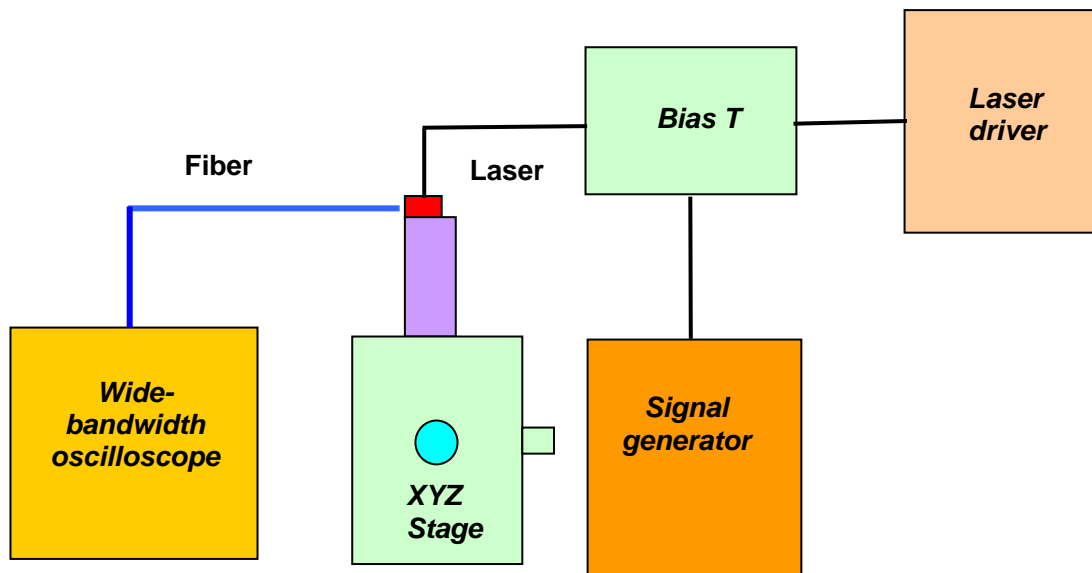 Laser
driver
Bias T
Fiber
Laser
Wide-
bandwidth
oscilloscope
XYZ
Stage
Signal
generator